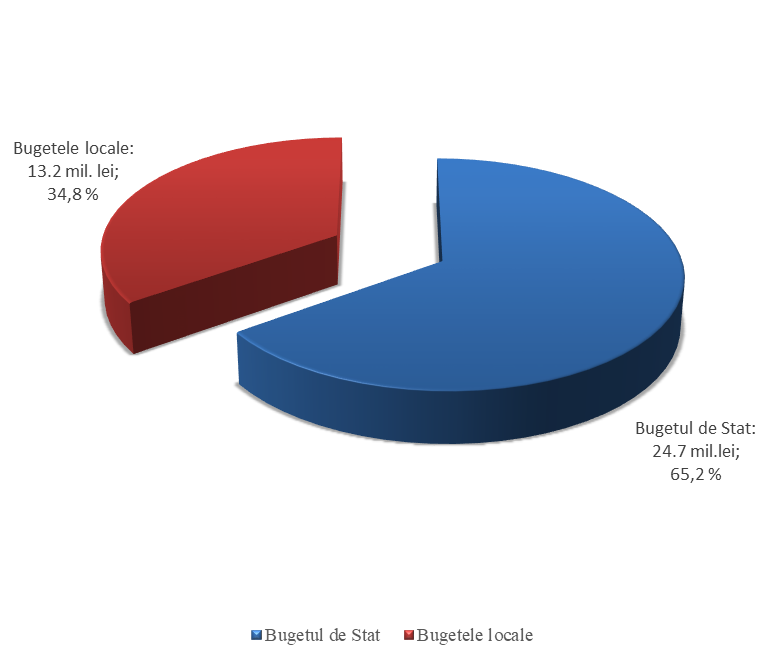 Bugetele locale:
13.2 mil. lei;
34,8 %
Bugetul de Stat:
24.7 mil.lei;
65,2 %
Bugetul de Stat
Bugetele locale